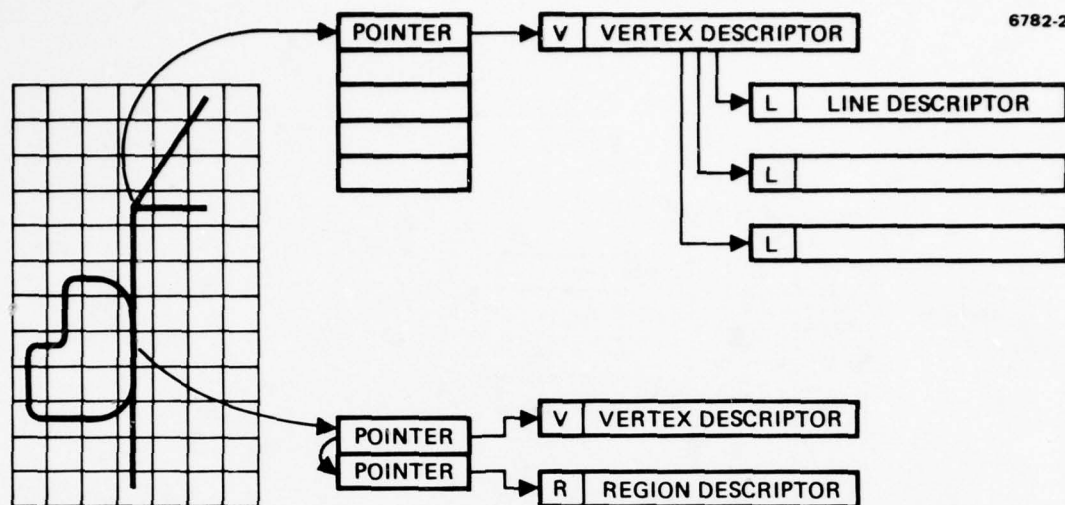 6782-2
POINTER V VERTEX DESCRIPTOR
L LINE DESCRIPTOR
L
L
POINTER V VERTEX DESCRIPTOR
POINTER R REGION DESCRIPTOR